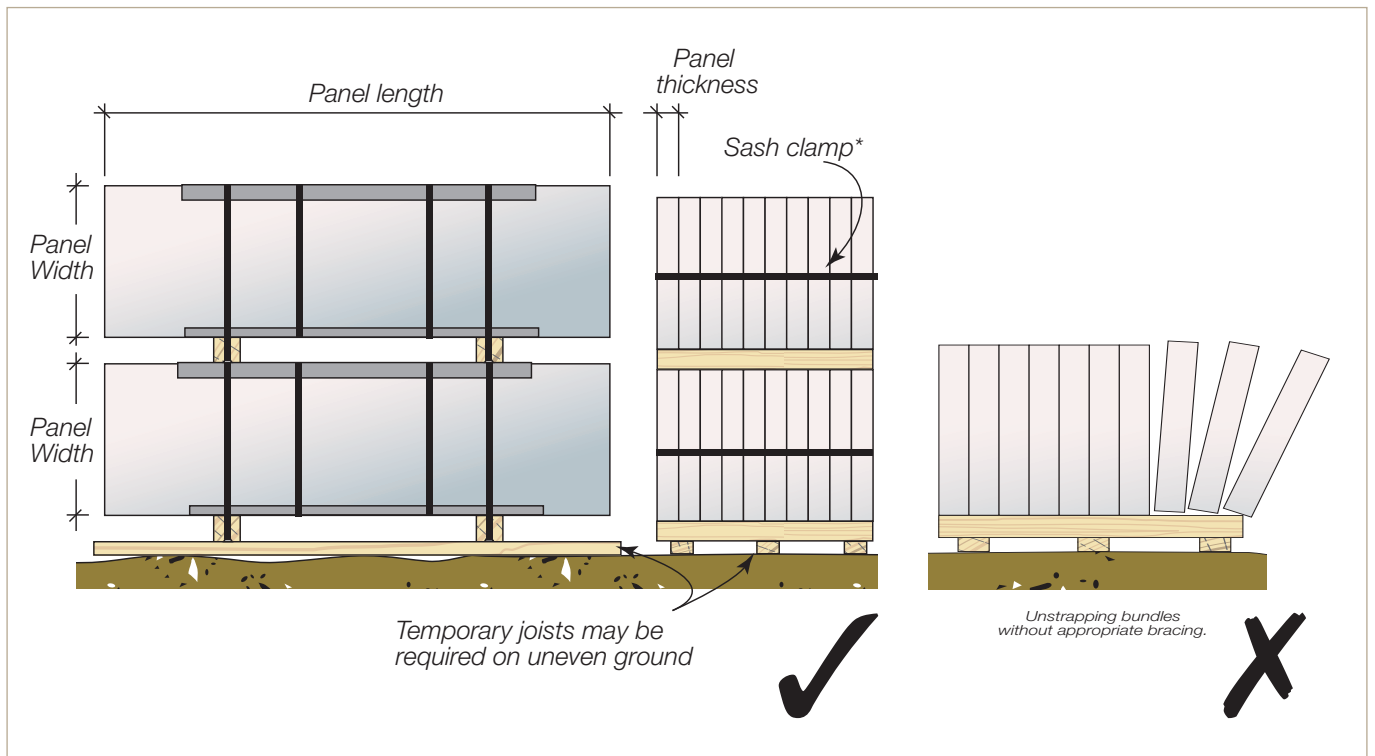 Panel length
Panel
thickness
Sash clamp*
Panel
Width
Panel
Width
Temporary joists may be
required on uneven ground
Unstrapping bundles
without appropriate bracing.